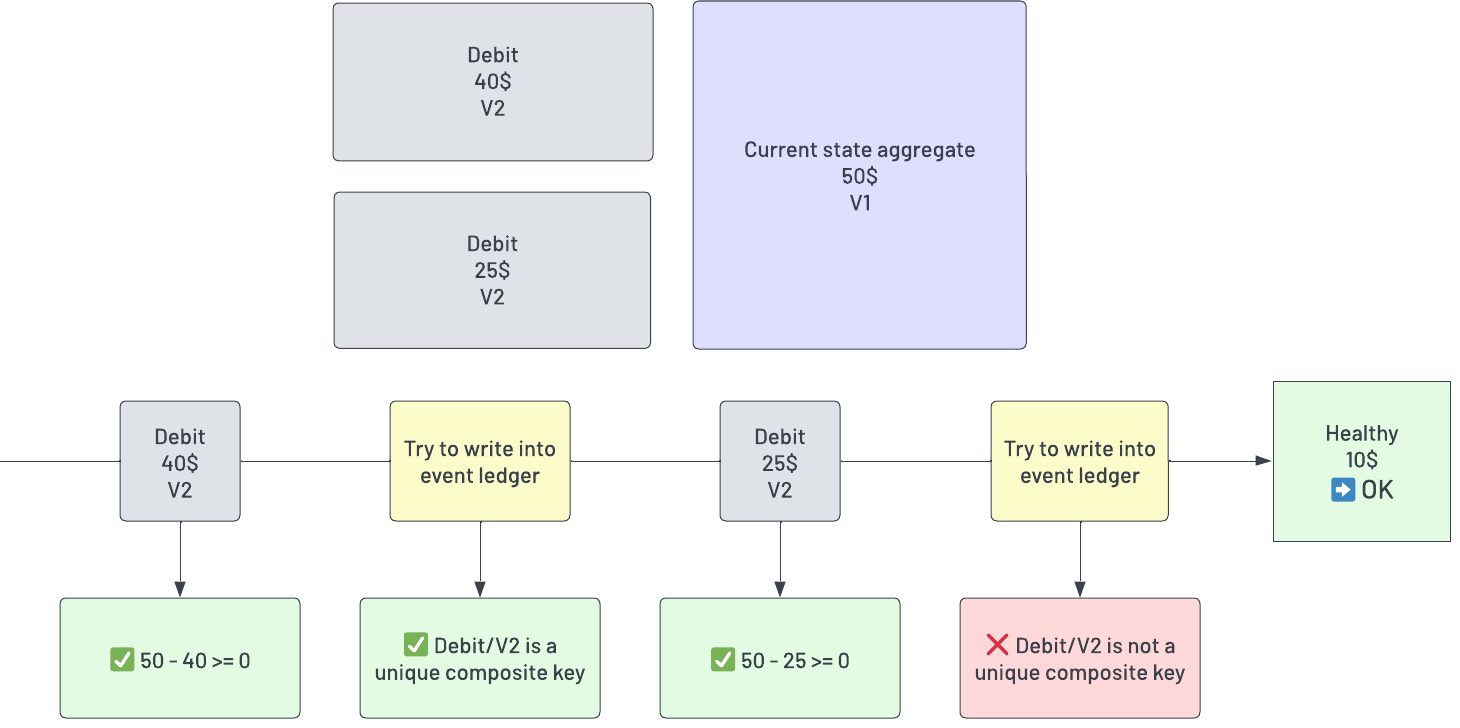 Debit
40$
V2
Current state aggregate
50$
V1
Debit
25$
V2
Debit
40$
V2
Try to write into
event ledger
Debit
25$
V2
Try to write into
event ledger
Healthy
10$
➡️ OK
✅ 50 - 40 >= 0
✅ Debit/V2 is a
unique composite key
✅ 50 - 25 >= 0
❌ Debit/V2 is not a
unique composite key